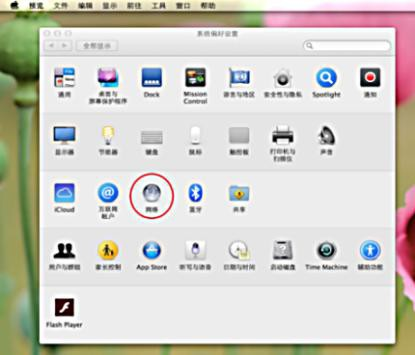 预览 文件 编辑 显示 前往 工具 窗口 帮助
系统偏好设置
全部显示
通用 桌面与屏幕保护程序 Dock Mission Control 语言与地区 安全性与隐私 Spotlight 通知
显示器 节能器 键盘 鼠标 触控板 打印机与扫描仪 声音
iCloud 互联网帐户 网络 蓝牙 共享
用户与群组 家长控制 App Store 听写与语音 日期与时间 启动磁盘 Time Machine 辅助功能
Flash Player